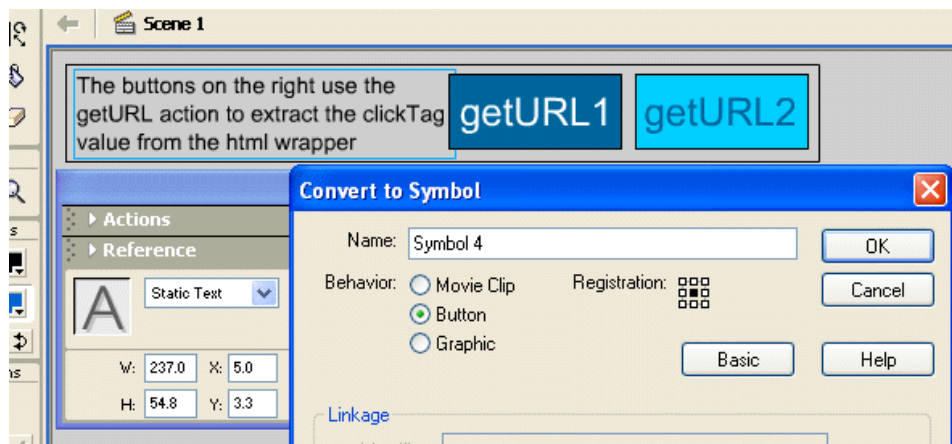 Scene 1
The buttons on the right use the
getURL action to extract the clickTag
value from the html wrapper
getURL1
getURL2
Convert to Symbol
Actions
Reference
A
Static Text
W: 237.0 X: 5.0
H: 54.8 Y: 3.3
Name: Symbol 4
OK
Behavior: Movie Clip
Registration:
Cancel
Button
Graphic
Basic
Help
Linkage